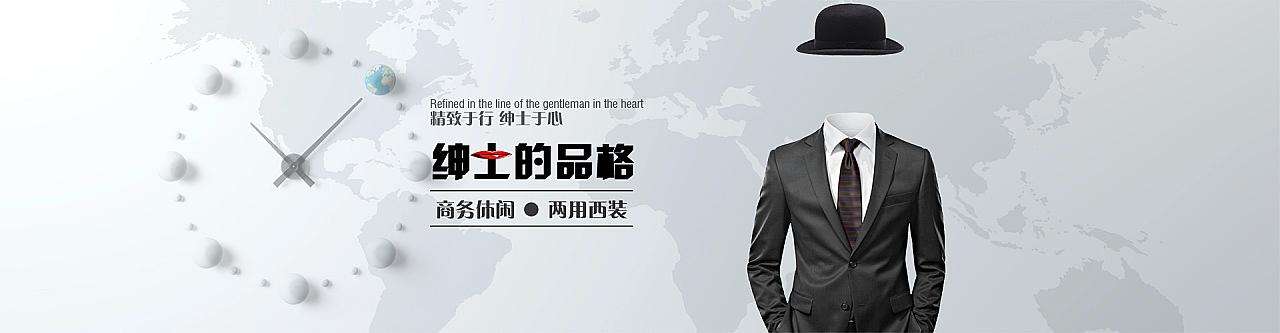 Refined in the line of the gentleman in the heart
精致于行 绅士于心
绅士的品格
商务休闲 ● 两用西装